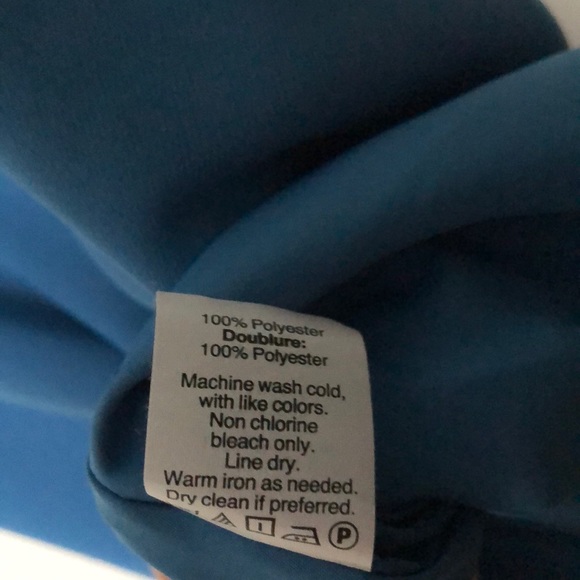 100% Polyester
Doublure:
100% Polyester
Machine wash cold,
with like colors.
Non chlorine
bleach only.
Line dry.
Warm iron as needed.
Dry clean if preferred.
P